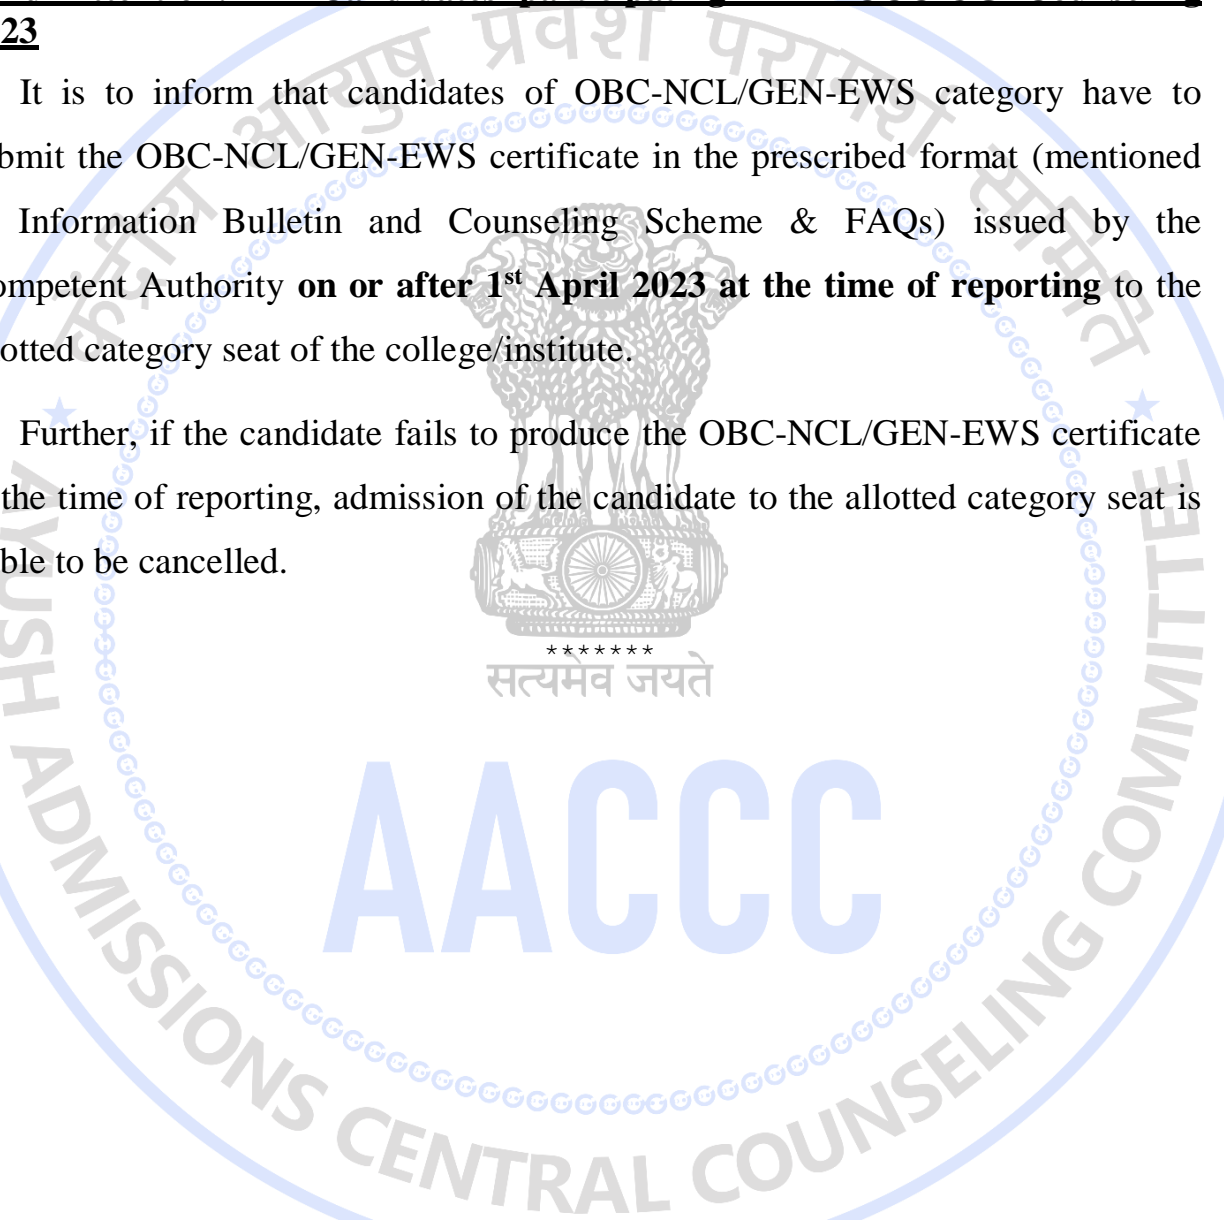 23
It is to inform that candidates of OBC-NCL/GEN-EWS category have to
bmit the OBC-NCL/GEN-EWS certificate in the prescribed format (mentioned
Information Bulletin and Counseling Scheme & FAQs) issued by the
ompetent Authority on or after 1st April 2023 at the time of reporting to the
otted category seat of the college/institute.
Further, if the candidate fails to produce the OBC-NCL/GEN-EWS certificate
the time of reporting, admission of the candidate to the allotted category seat is
ble to be cancelled.
*******
सत्यमेव जयते
AACCC
आयुष प्रवेश परामर्श समिति
AYUSH ADMISSIONS CENTRAL COUNSELING COMMITTEE